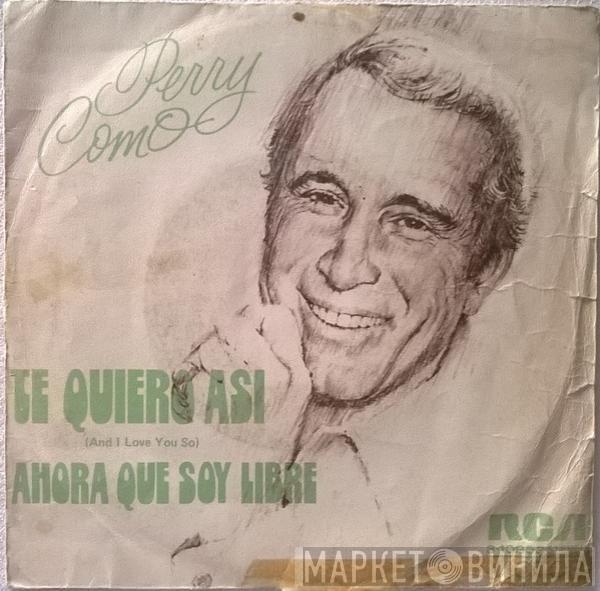 Perry
Como
TE QUIERO ASI
(And I Love You So)
AHORA QUE SOY LIBRE
RCA
МАРКЕТ ВИНИЛА